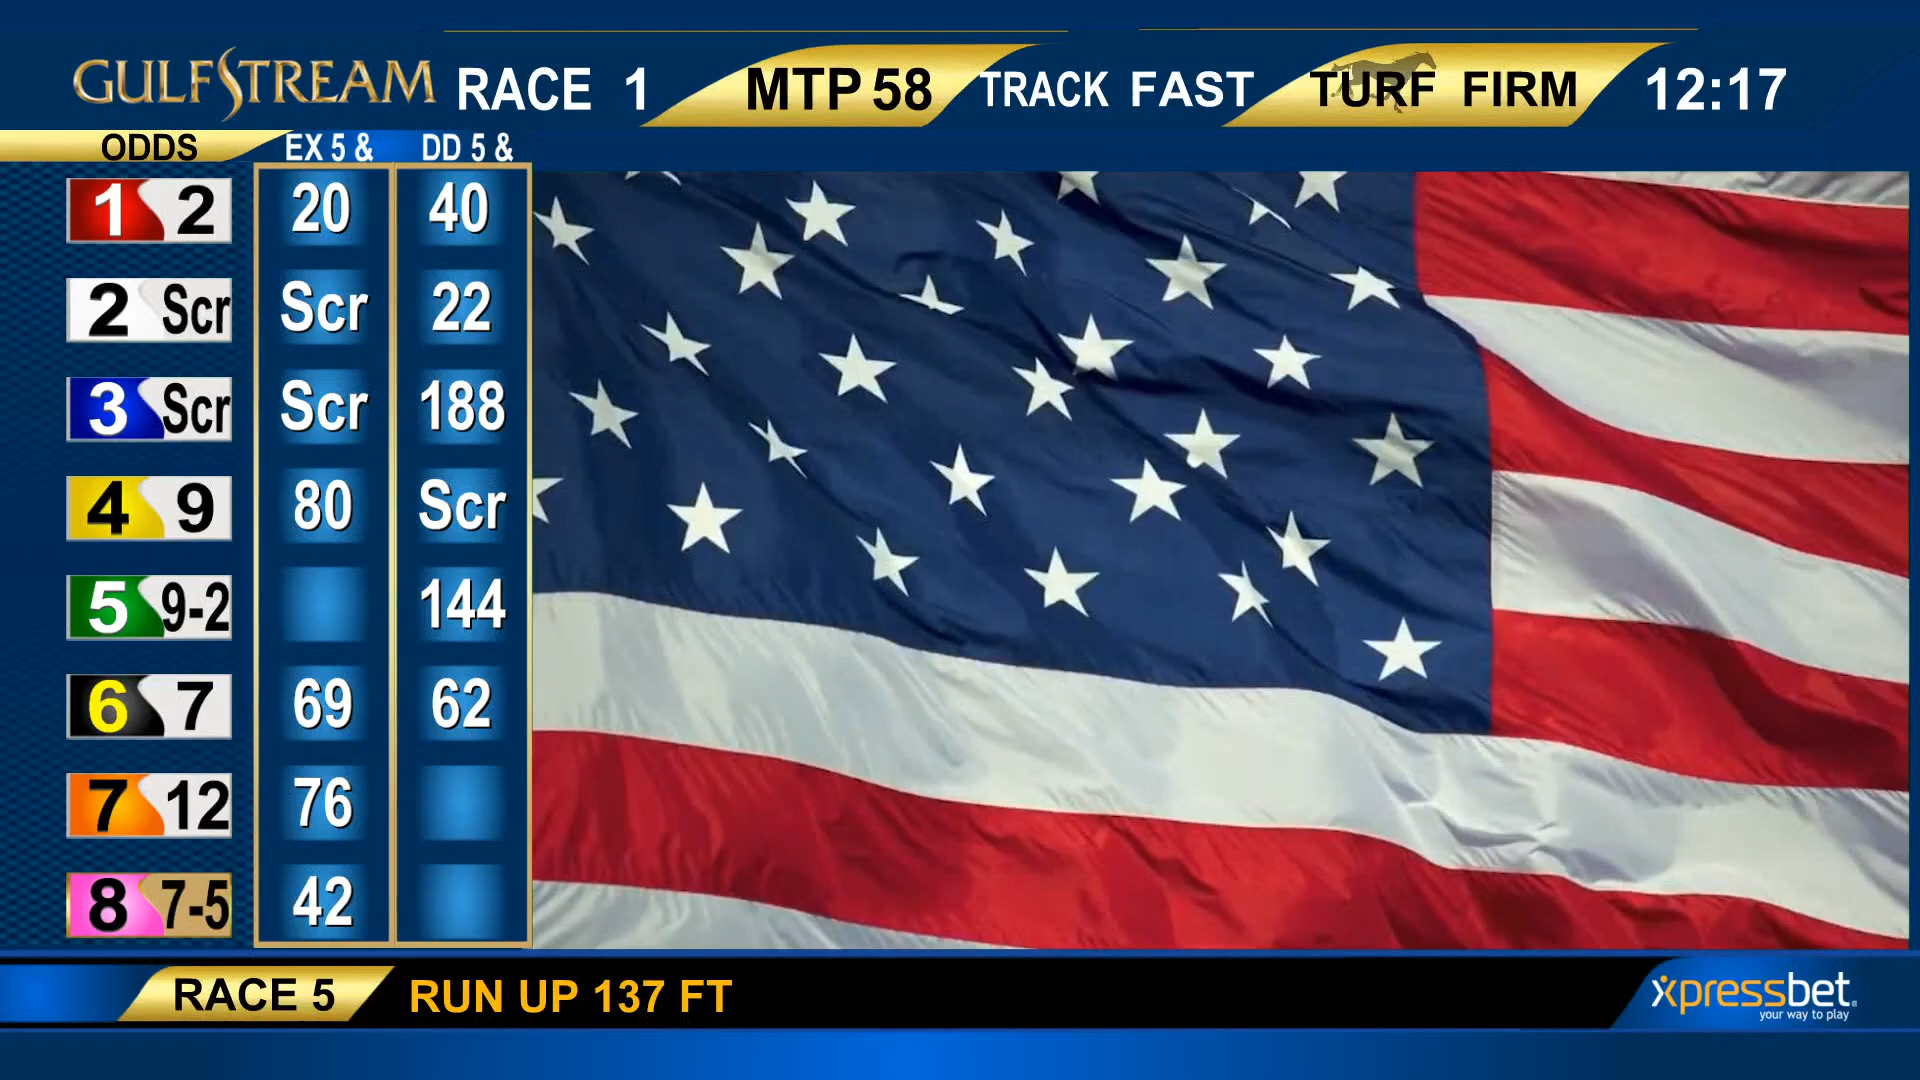 GULFSTREAM RACE 1 MTP 58 TRACK FAST TURF FIRM 12:17
ODDS EX 5 & DD 5 &
1 2 20 40
2 Scr Scr 22
3 Scr Scr 188
4 9 80 Scr
5 9-2 144
6 7 69 62
7 12 76
8 7-5 42
RACE 5 RUN UP 137 FT
xpressbet
your way to play